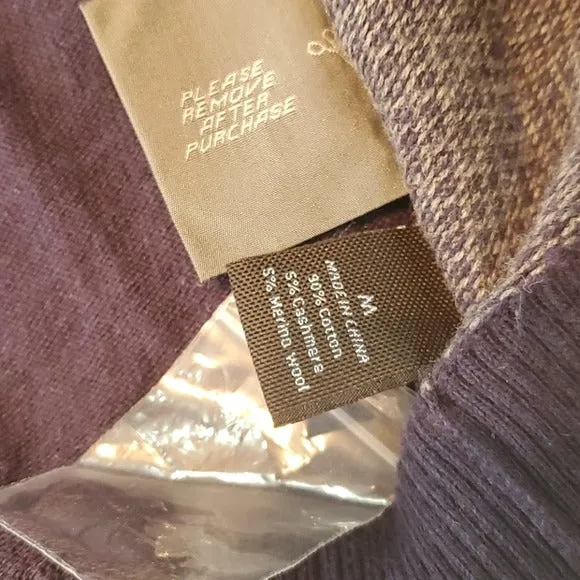 PLEASE
REMOVE
AFTER
PURCHASE
M
MADE IN CHINA
90% Cotton
5% Cashmere
5% Merino Wool